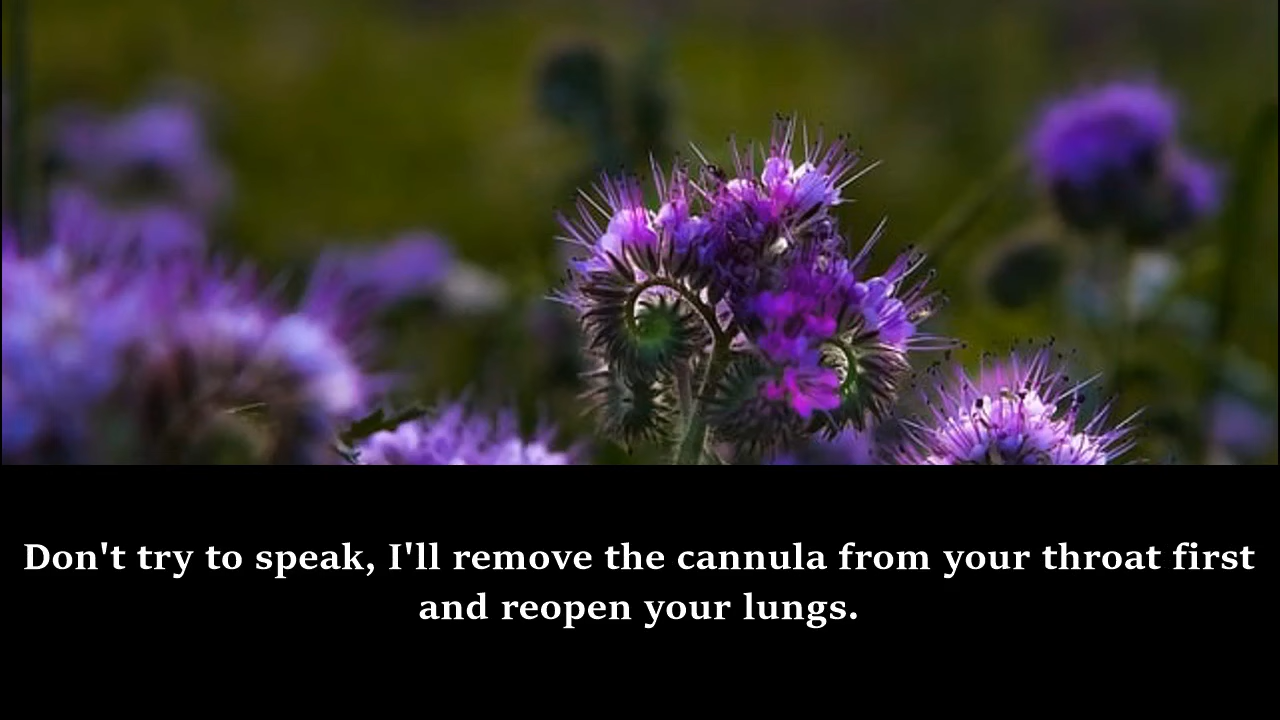 Don't try to speak, I'll remove the cannula from your throat first
and reopen your lungs.